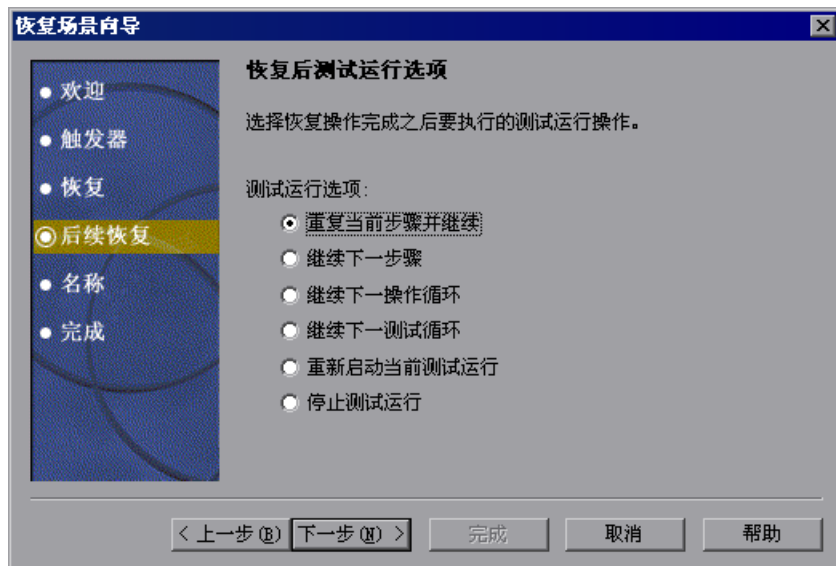 恢复场景向导
欢迎
触发器
恢复
后续恢复
名称
完成
恢复后测试运行选项
选择恢复操作完成之后要执行的测试运行操作。
测试运行选项:
重复当前步骤并继续
继续下一步骤
继续下一操作循环
继续下一测试循环
重新启动当前测试运行
停止测试运行
< 上一步(B) 下一步(N) > 完成 取消 帮助